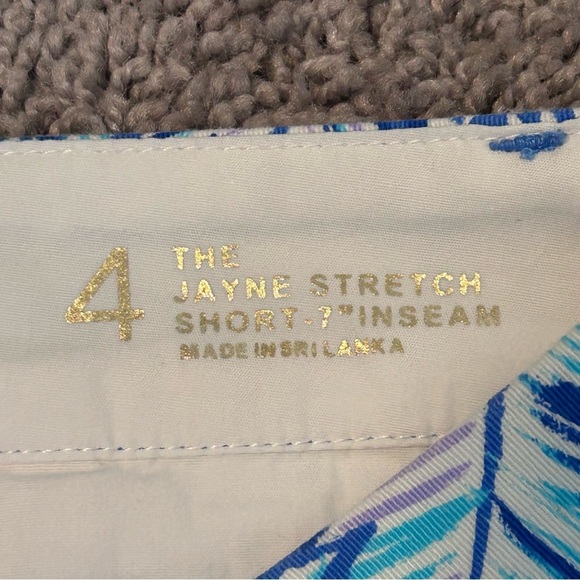 4
THE
JAYNE STRETCH
SHORT-7" INSEAM
MADE IN SRI LANKA